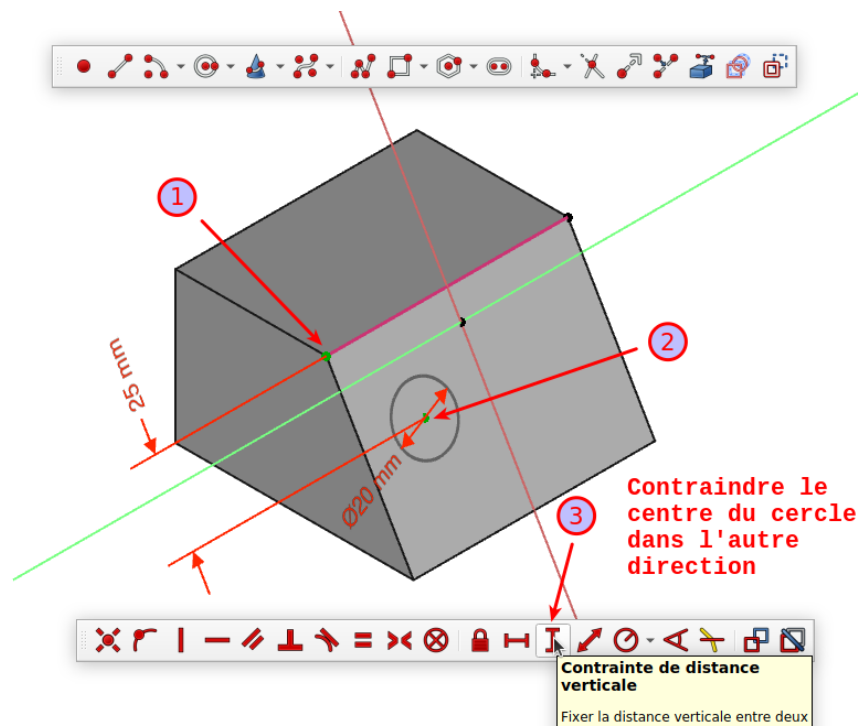 1
2
25 mm
Ø20 mm
3
Contraindre le
centre du cercle
dans l'autre
direction
Contrainte de distance
verticale
Fixer la distance verticale entre deux